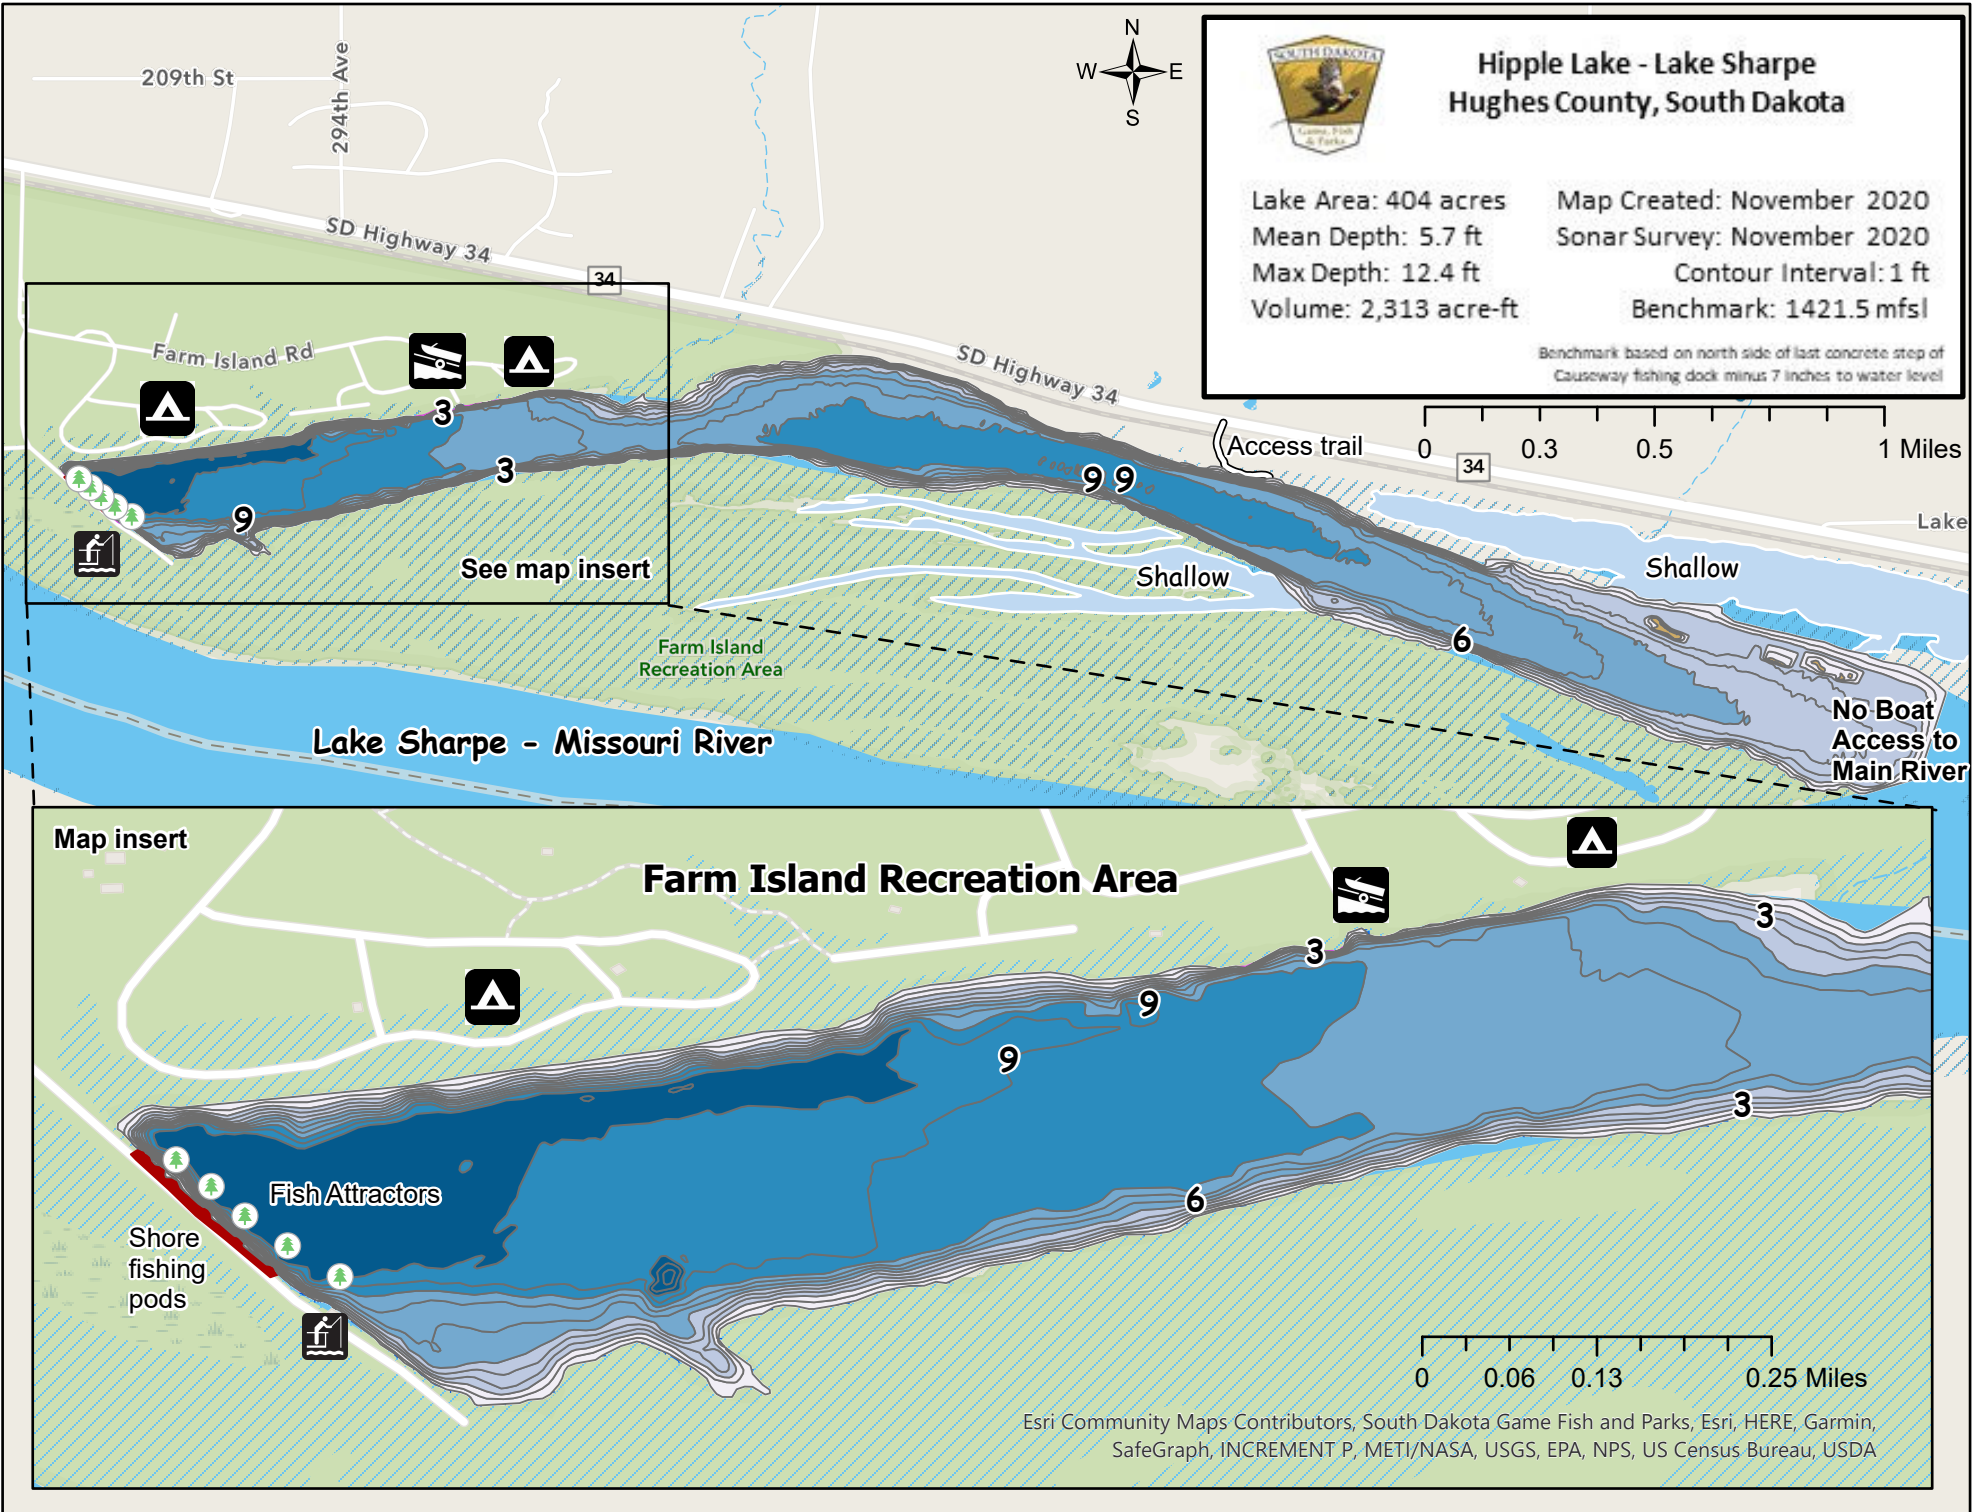 209th St
294th Ave
N
W E
S
SOUTH DAKOTA
Game, Fish
& Parks
Hipple Lake - Lake Sharpe
Hughes County, South Dakota
Lake Area: 404 acres
Mean Depth: 5.7 ft
Max Depth: 12.4 ft
Volume: 2,313 acre-ft
Map Created: November 2020
Sonar Survey: November 2020
Contour Interval: 1 ft
Benchmark: 1421.5 mfsl
Benchmark based on north side of last concrete step of
Causeway fishing dock minus 7 inches to water level
SD Highway 34
34
Farm Island Rd
SD Highway 34
0 0.3 0.5 1 Miles
34
Access trail
3
3
9
9 9
6
See map insert
Shallow
Shallow
Lake
Farm Island
Recreation Area
Lake Sharpe - Missouri River
No Boat
Access to
Main River
Map insert
Farm Island Recreation Area
3
3
9
9
3
6
Fish Attractors
Shore
fishing
pods
0 0.06 0.13 0.25 Miles
Esri Community Maps Contributors, South Dakota Game Fish and Parks, Esri, HERE, Garmin,
SafeGraph, INCREMENT P, METI/NASA, USGS, EPA, NPS, US Census Bureau, USDA